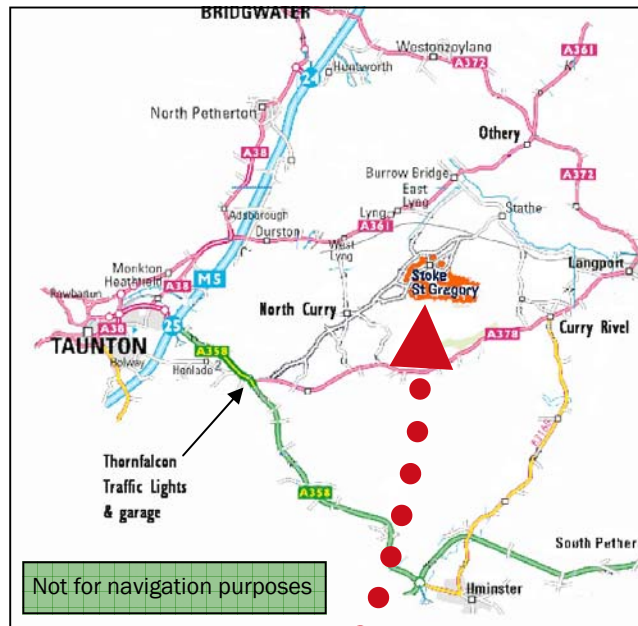 BRIDGWATER
Westonzoyland
A361
A372
24
Huntworth
North Petherton
Othery
A38
Burrow Bridge
East
Lyng
A372
Stathe
Adsborough
Lyng
A361
Durston
West
Lyng
Monkton
Heathfield
M5
Stoke
St Gregory
Langport
A38
North Curry
25
A378
Curry Rivel
A38
TAUNTON
A358
Thornfalcon
Traffic Lights
& garage
A358
South Pether
Not for navigation purposes
Ilminster